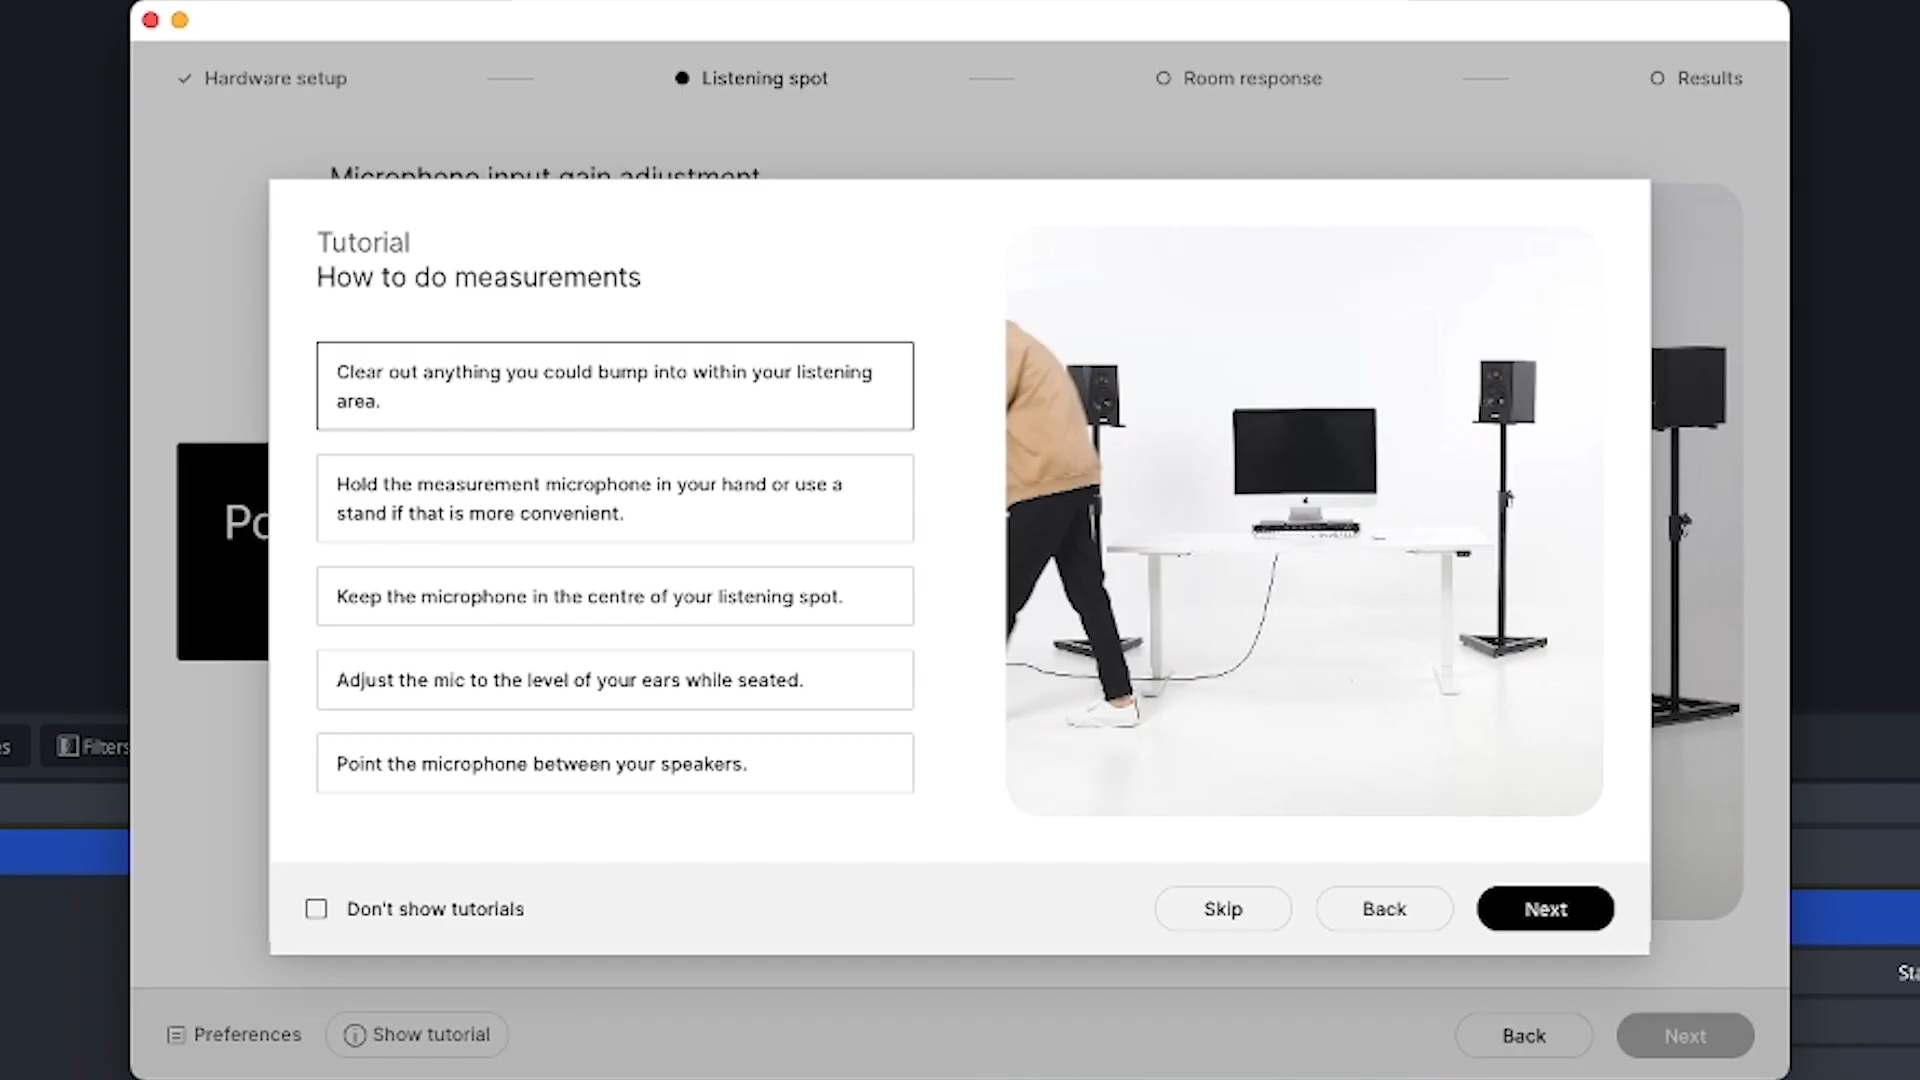 Hardware setup
Listening spot
Room response
Results
Microphone input gain adjustment
Tutorial
How to do measurements
Clear out anything you could bump into within your listening
area.
Hold the measurement microphone in your hand or use a
stand if that is more convenient.
Keep the microphone in the centre of your listening spot.
Adjust the mic to the level of your ears while seated.
Point the microphone between your speakers.
Filters
Don't show tutorials
Skip
Back
Next
Preferences
Show tutorial
Back
Next